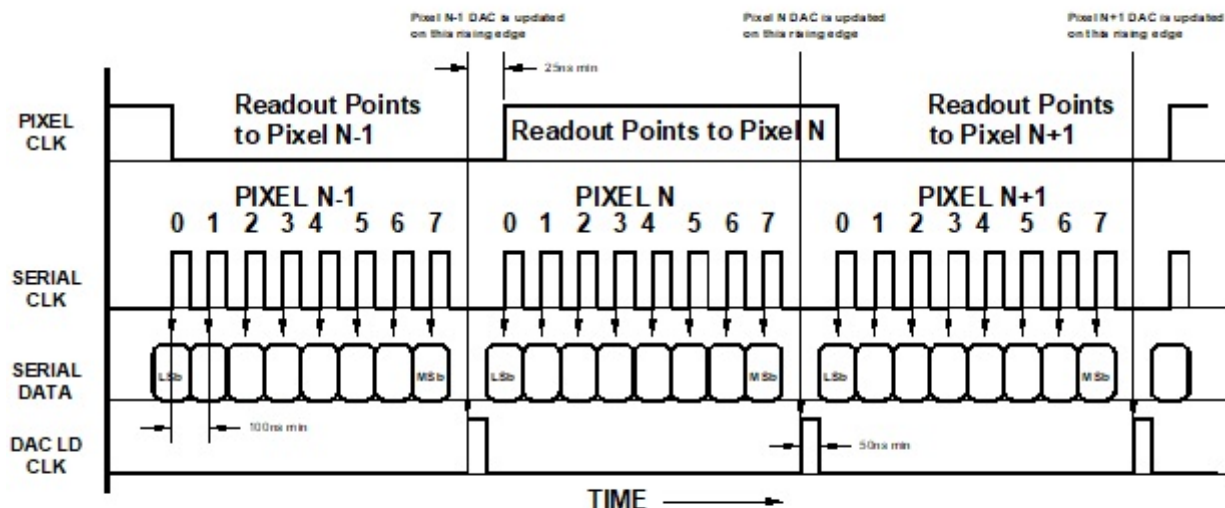 Pixel N-1 DAC is updated
on this rising edge
Pixel N DAC is updated
on this rising edge
Pixel N+1 DAC is updated
on this rising edge
25ns min
PIXEL
CLK
Readout Points
to Pixel N-1
Readout Points to Pixel N
Readout Points
to Pixel N+1
PIXEL N-1
PIXEL N
PIXEL N+1
0 1 2 3 4 5 6 7
0 1 2 3 4 5 6 7
0 1 2 3 4 5 6 7
SERIAL
CLK
SERIAL
DATA
LSb
MSb
LSb
MSb
LSb
MSb
100ns min
50ns min
DAC LD
CLK
TIME